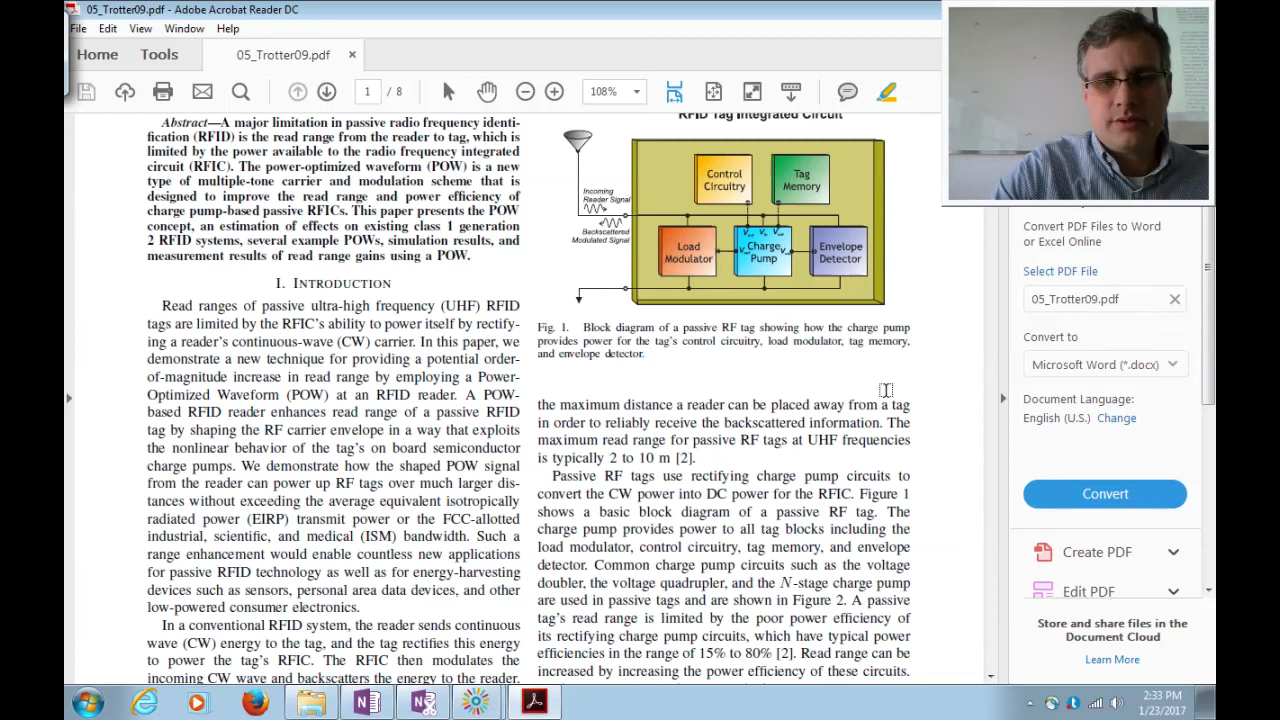 05_Trotter09.pdf - Adobe Acrobat Reader DC
File Edit View Window Help
Home Tools 05_Trotter09.pdf ×
1 / 8 108%
Abstract—A major limitation in passive radio frequency identi-
fication (RFID) is the read range from the reader to tag, which is
limited by the power available to the radio frequency integrated
circuit (RFIC). The power-optimized waveform (POW) is a new
type of multiple-tone carrier and modulation scheme that is
designed to improve the read range and power efficiency of
charge pump-based passive RFICs. This paper presents the POW
concept, an estimation of effects on existing class 1 generation
2 RFID systems, several example POWs, simulation results, and
measurement results of read range gains using a POW.
I. INTRODUCTION
Read ranges of passive ultra-high frequency (UHF) RFID
tags are limited by the RFIC's ability to power itself by rectify-
ing a reader's continuous-wave (CW) carrier. In this paper, we
demonstrate a new technique for providing a potential order-
of-magnitude increase in read range by employing a Power-
Optimized Waveform (POW) at an RFID reader. A POW-
based RFID reader enhances read range of a passive RFID
tag by shaping the RF carrier envelope in a way that exploits
the nonlinear behavior of the tag's on board semiconductor
charge pumps. We demonstrate how the shaped POW signal
from the reader can power up RF tags over much larger dis-
tances without exceeding the average equivalent isotropically
radiated power (EIRP) transmit power or the FCC-allotted
industrial, scientific, and medical (ISM) bandwidth. Such a
range enhancement would enable countless new applications
for passive RFID technology as well as for energy-harvesting
devices such as sensors, personal area data devices, and other
low-powered consumer electronics.
In a conventional RFID system, the reader sends continuous
wave (CW) energy to the tag, and the tag rectifies this energy
to power the tag's RFIC. The RFIC then modulates the
incoming CW wave and backscatters the energy to the reader.
RFID Tag Integrated Circuit
Control
Circuitry
Tag
Memory
Incoming
Reader Signal
Backscattered
Modulated Signal
Load
Modulator
Charge
Pump
Envelope
Detector
Fig. 1. Block diagram of a passive RF tag showing how the charge pump
provides power for the tag's control circuitry, load modulator, tag memory,
and envelope detector.
the maximum distance a reader can be placed away from a tag
in order to reliably receive the backscattered information. The
maximum read range for passive RF tags at UHF frequencies
is typically 2 to 10 m [2].
Passive RF tags use rectifying charge pump circuits to
convert the CW power into DC power for the RFIC. Figure 1
shows a basic block diagram of a passive RF tag. The
charge pump provides power to all tag blocks including the
load modulator, control circuitry, tag memory, and envelope
detector. Common charge pump circuits such as the voltage
doubler, the voltage quadrupler, and the N-stage charge pump
are used in passive tags and are shown in Figure 2. A passive
tag's read range is limited by the poor power efficiency of
its rectifying charge pump circuits, which have typical power
efficiencies in the range of 15% to 80% [2]. Read range can be
increased by increasing the power efficiency of these circuits.
Convert PDF Files to Word
or Excel Online
Select PDF File
05_Trotter09.pdf ×
Convert to
Microsoft Word (*.docx)
Document Language:
English (U.S.) Change
Convert
Create PDF
Edit PDF
Store and share files in the
Document Cloud
Learn More
2:33 PM
1/23/2017